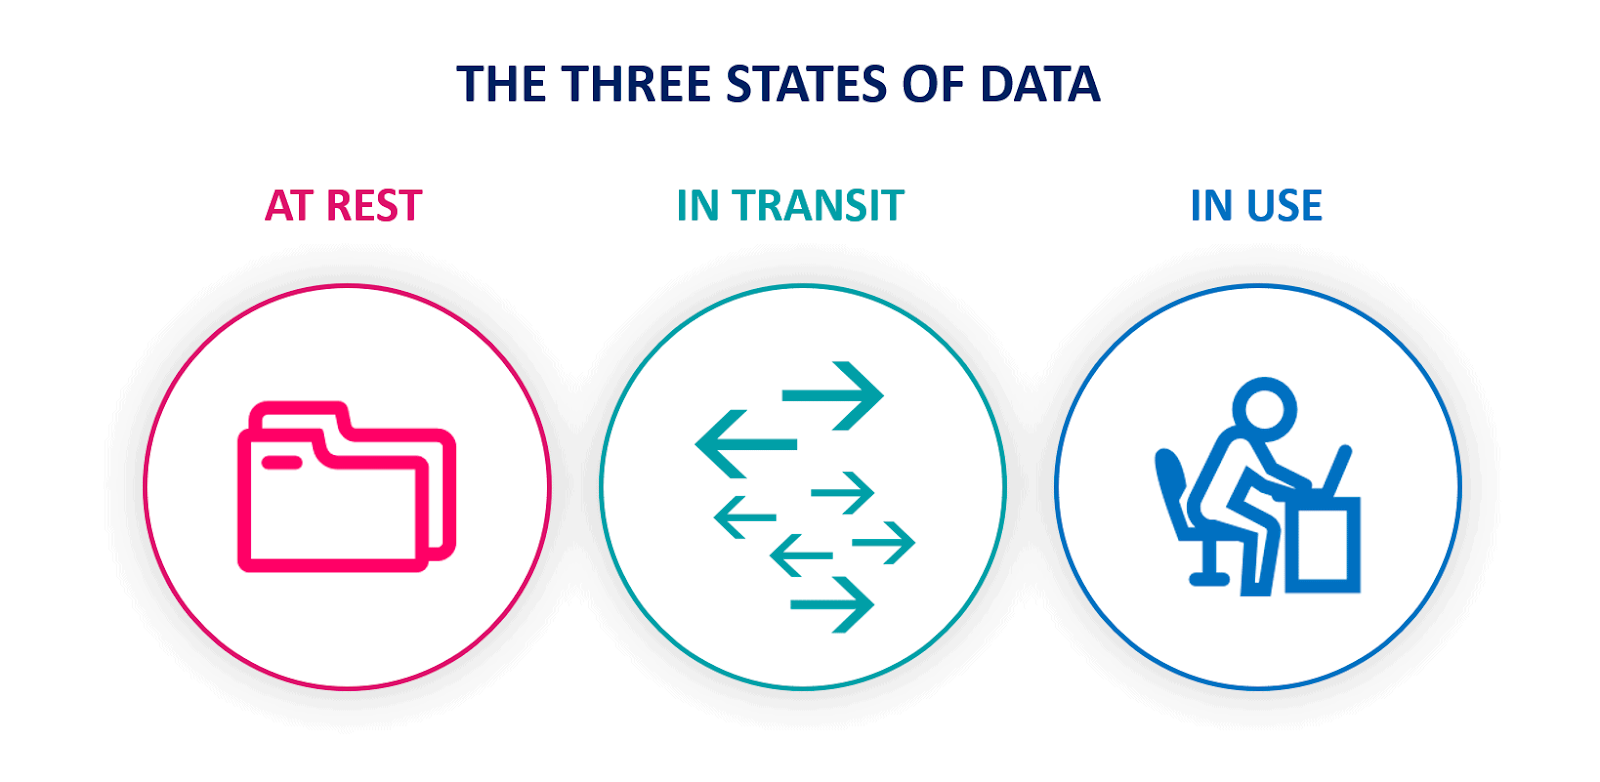 THE THREE STATES OF DATA
AT REST
IN TRANSIT
IN USE